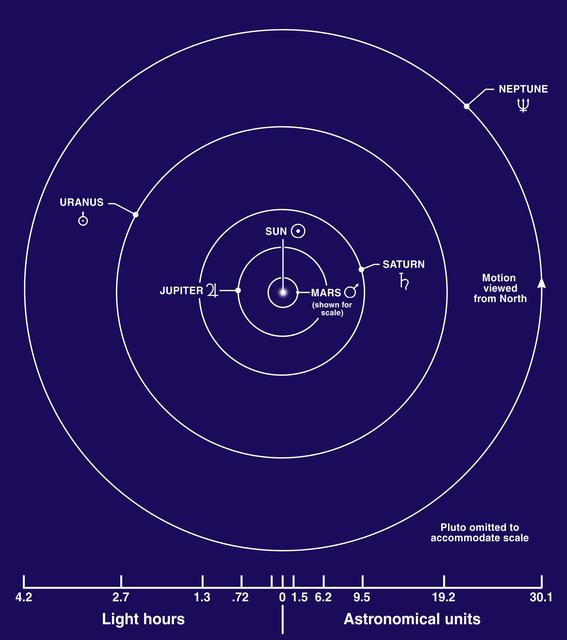 NEPTUNE
URANUS
SUN
SATURN
JUPITER
MARS
(shown for
scale)
Motion
viewed
from North
Pluto omitted to
accommodate scale
4.2 2.7 1.3 .72 0 1.5 6.2 9.5 19.2 30.1
Light hours Astronomical units